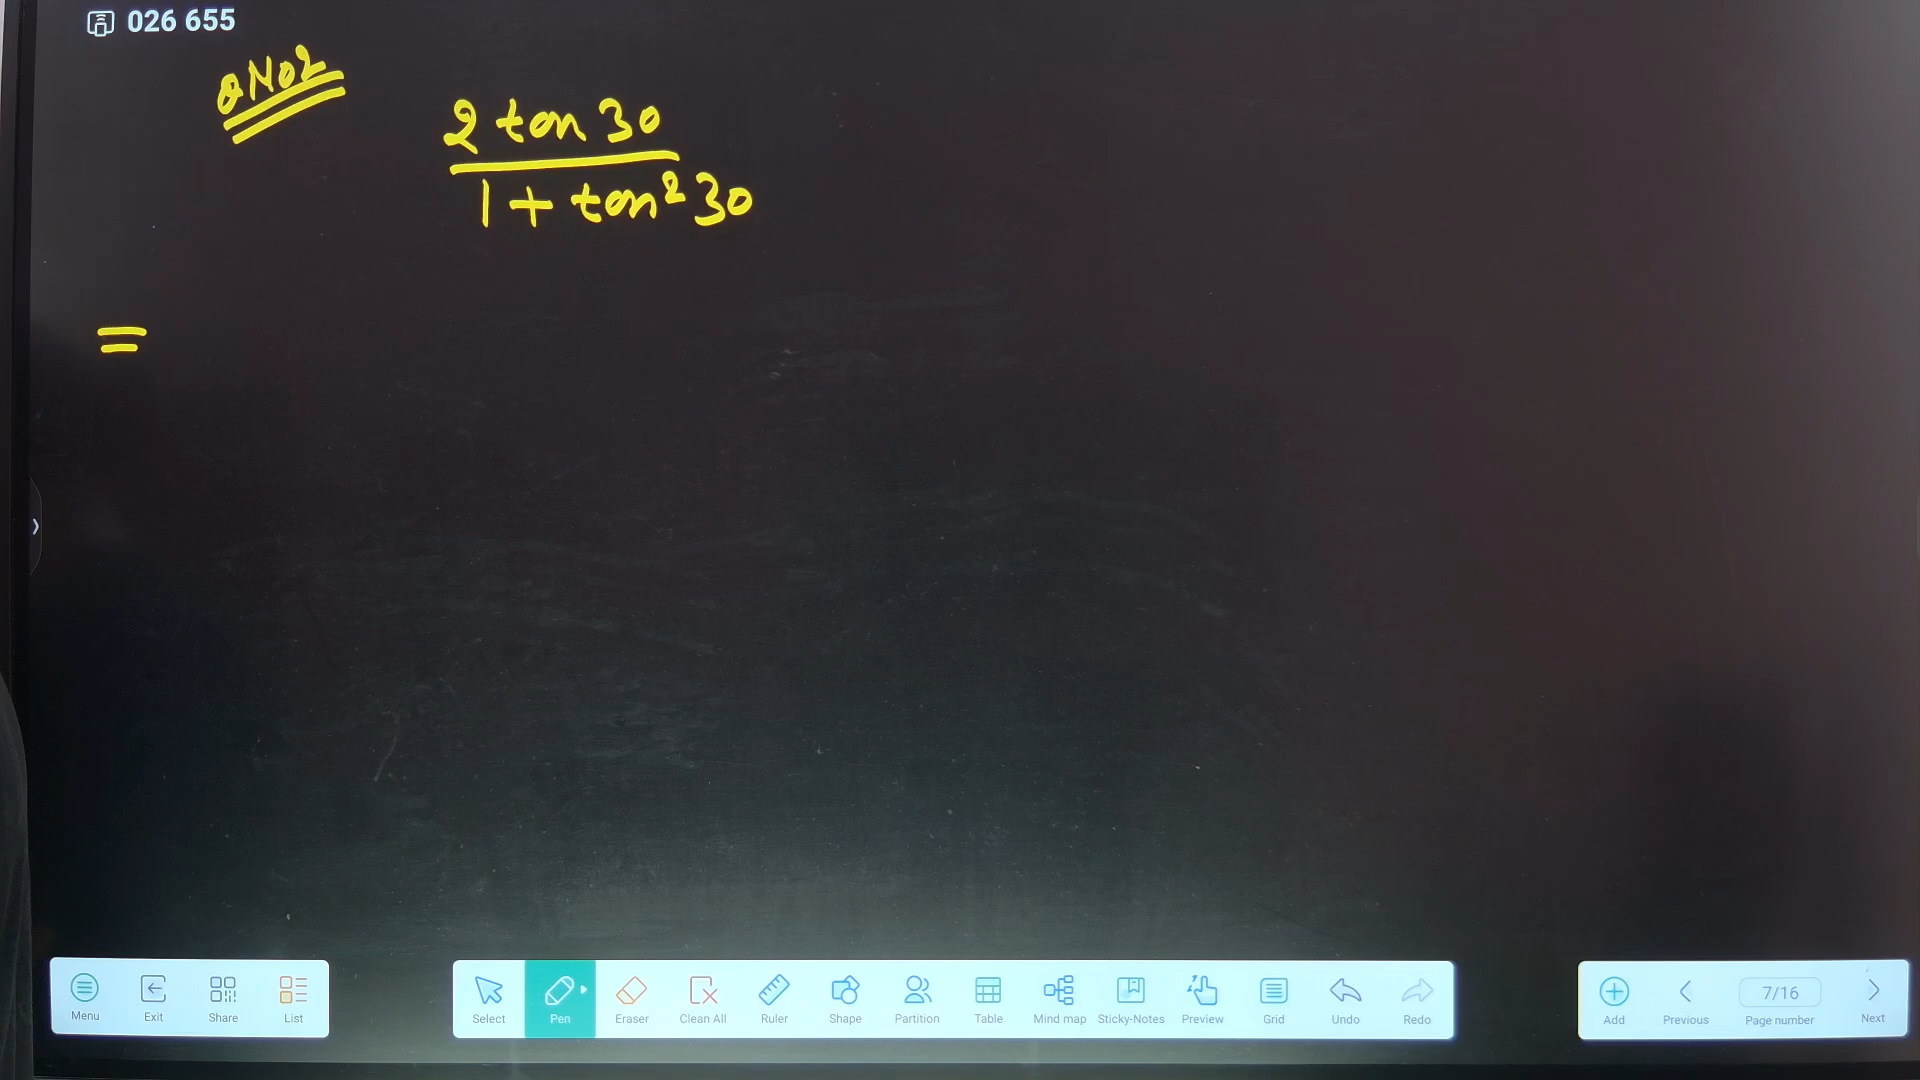 026 655
QNo2
2 tan 30
1 + tan² 30
=
Menu
Exit
Share
List
Select
Pen
Eraser
Clean All
Ruler
Shape
Partition
Table
Mind map
Sticky-Notes
Preview
Grid
Undo
Redo
Add
Previous
7/16
Page number
Next